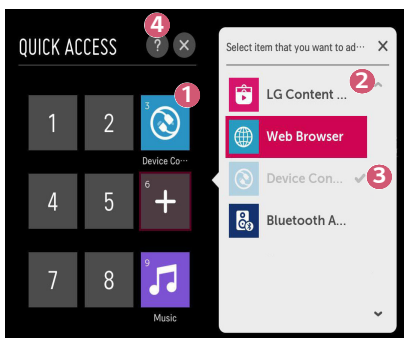 4
QUICK ACCESS ? ×
1
1 2 3
Device Co···
4 5 6 +
7 8 9
Music
Select item that you want to ad··· ×
2
LG Content ...
Web Browser
Device Con... ✓ 3
Bluetooth A...